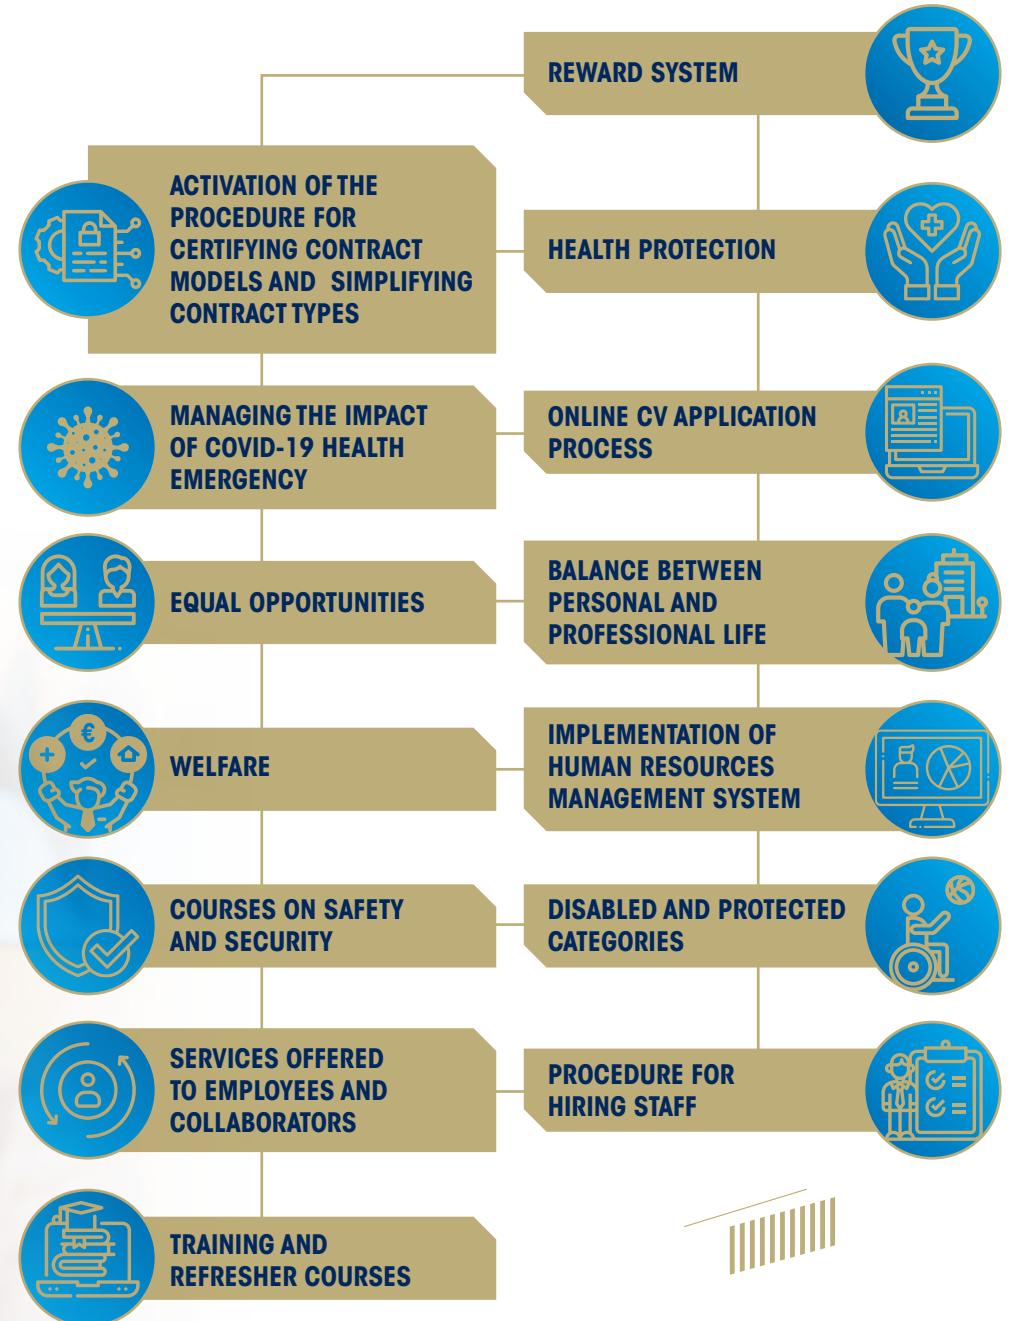 REWARD SYSTEM
ACTIVATION OF THE
PROCEDURE FOR
CERTIFYING CONTRACT
MODELS AND SIMPLIFYING
CONTRACT TYPES
HEALTH PROTECTION
MANAGING THE IMPACT
OF COVID-19 HEALTH
EMERGENCY
ONLINE CV APPLICATION
PROCESS
EQUAL OPPORTUNITIES
BALANCE BETWEEN
PERSONAL AND
PROFESSIONAL LIFE
€
WELFARE
IMPLEMENTATION OF
HUMAN RESOURCES
MANAGEMENT SYSTEM
COURSES ON SAFETY
AND SECURITY
DISABLED AND PROTECTED
CATEGORIES
SERVICES OFFERED
TO EMPLOYEES AND
COLLABORATORS
PROCEDURE FOR
HIRING STAFF
TRAINING AND
REFRESHER COURSES